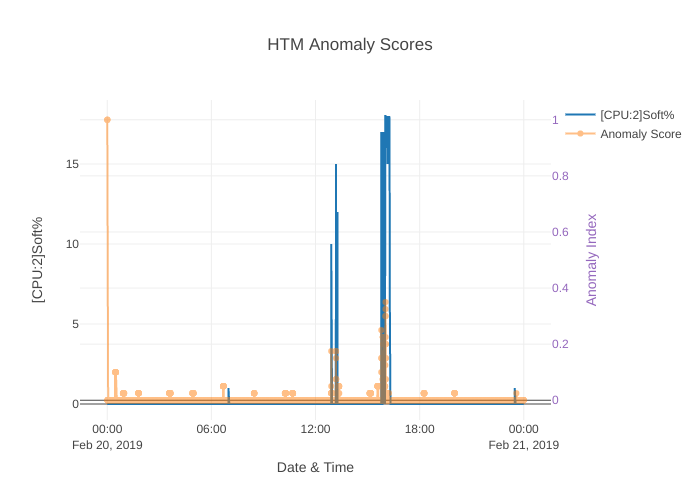 HTM Anomaly Scores
[CPU:2]Soft%
Anomaly Score
[CPU:2]Soft%
15
10
5
0
1
0.8
0.6
0.4
0.2
0
Anomaly Index
00:00
Feb 20, 2019
06:00
12:00
18:00
00:00
Feb 21, 2019
Date & Time